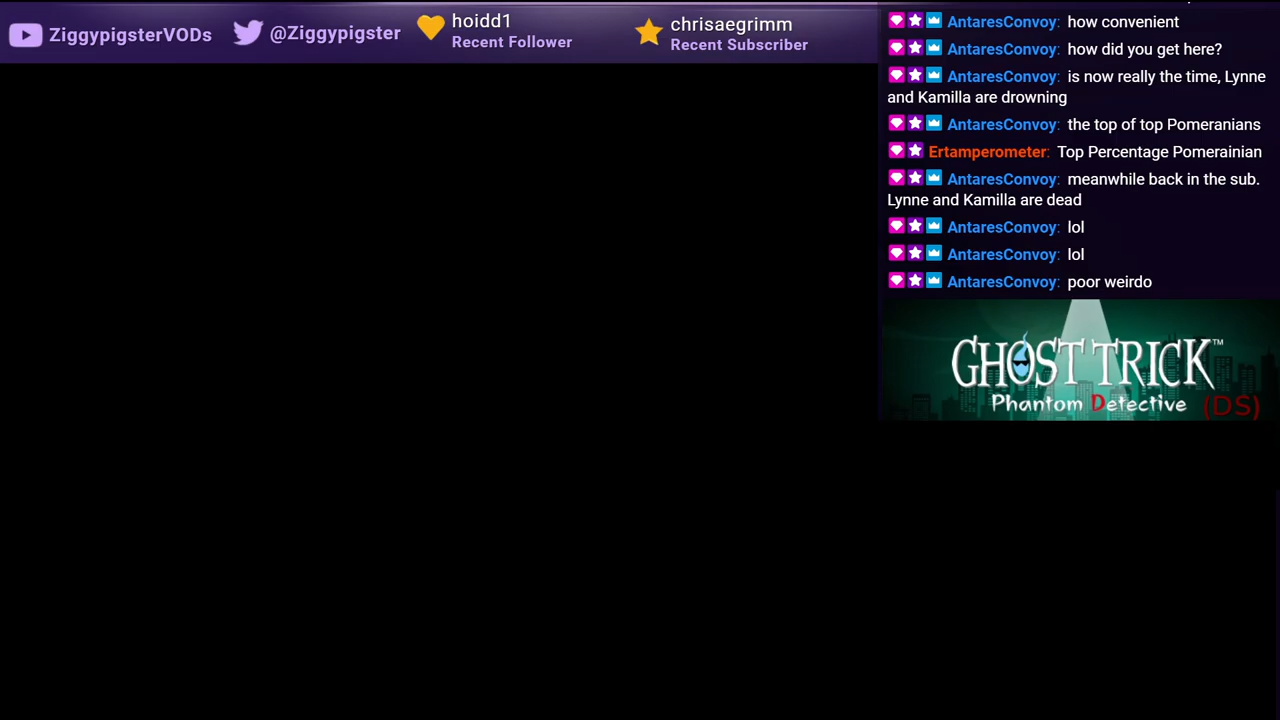 ZiggypigsterVODs
@Ziggypigster
hoidd1
Recent Follower
chrisaegrimm
Recent Subscriber
AntaresConvoy: how convenient
AntaresConvoy: how did you get here?
AntaresConvoy: is now really the time, Lynne
and Kamilla are drowning
AntaresConvoy: the top of top Pomeranians
Ertamperometer: Top Percentage Pomerainian
AntaresConvoy: meanwhile back in the sub.
Lynne and Kamilla are dead
AntaresConvoy: lol
AntaresConvoy: lol
AntaresConvoy: poor weirdo
GHOST TRICK™
Phantom Detective (DS)